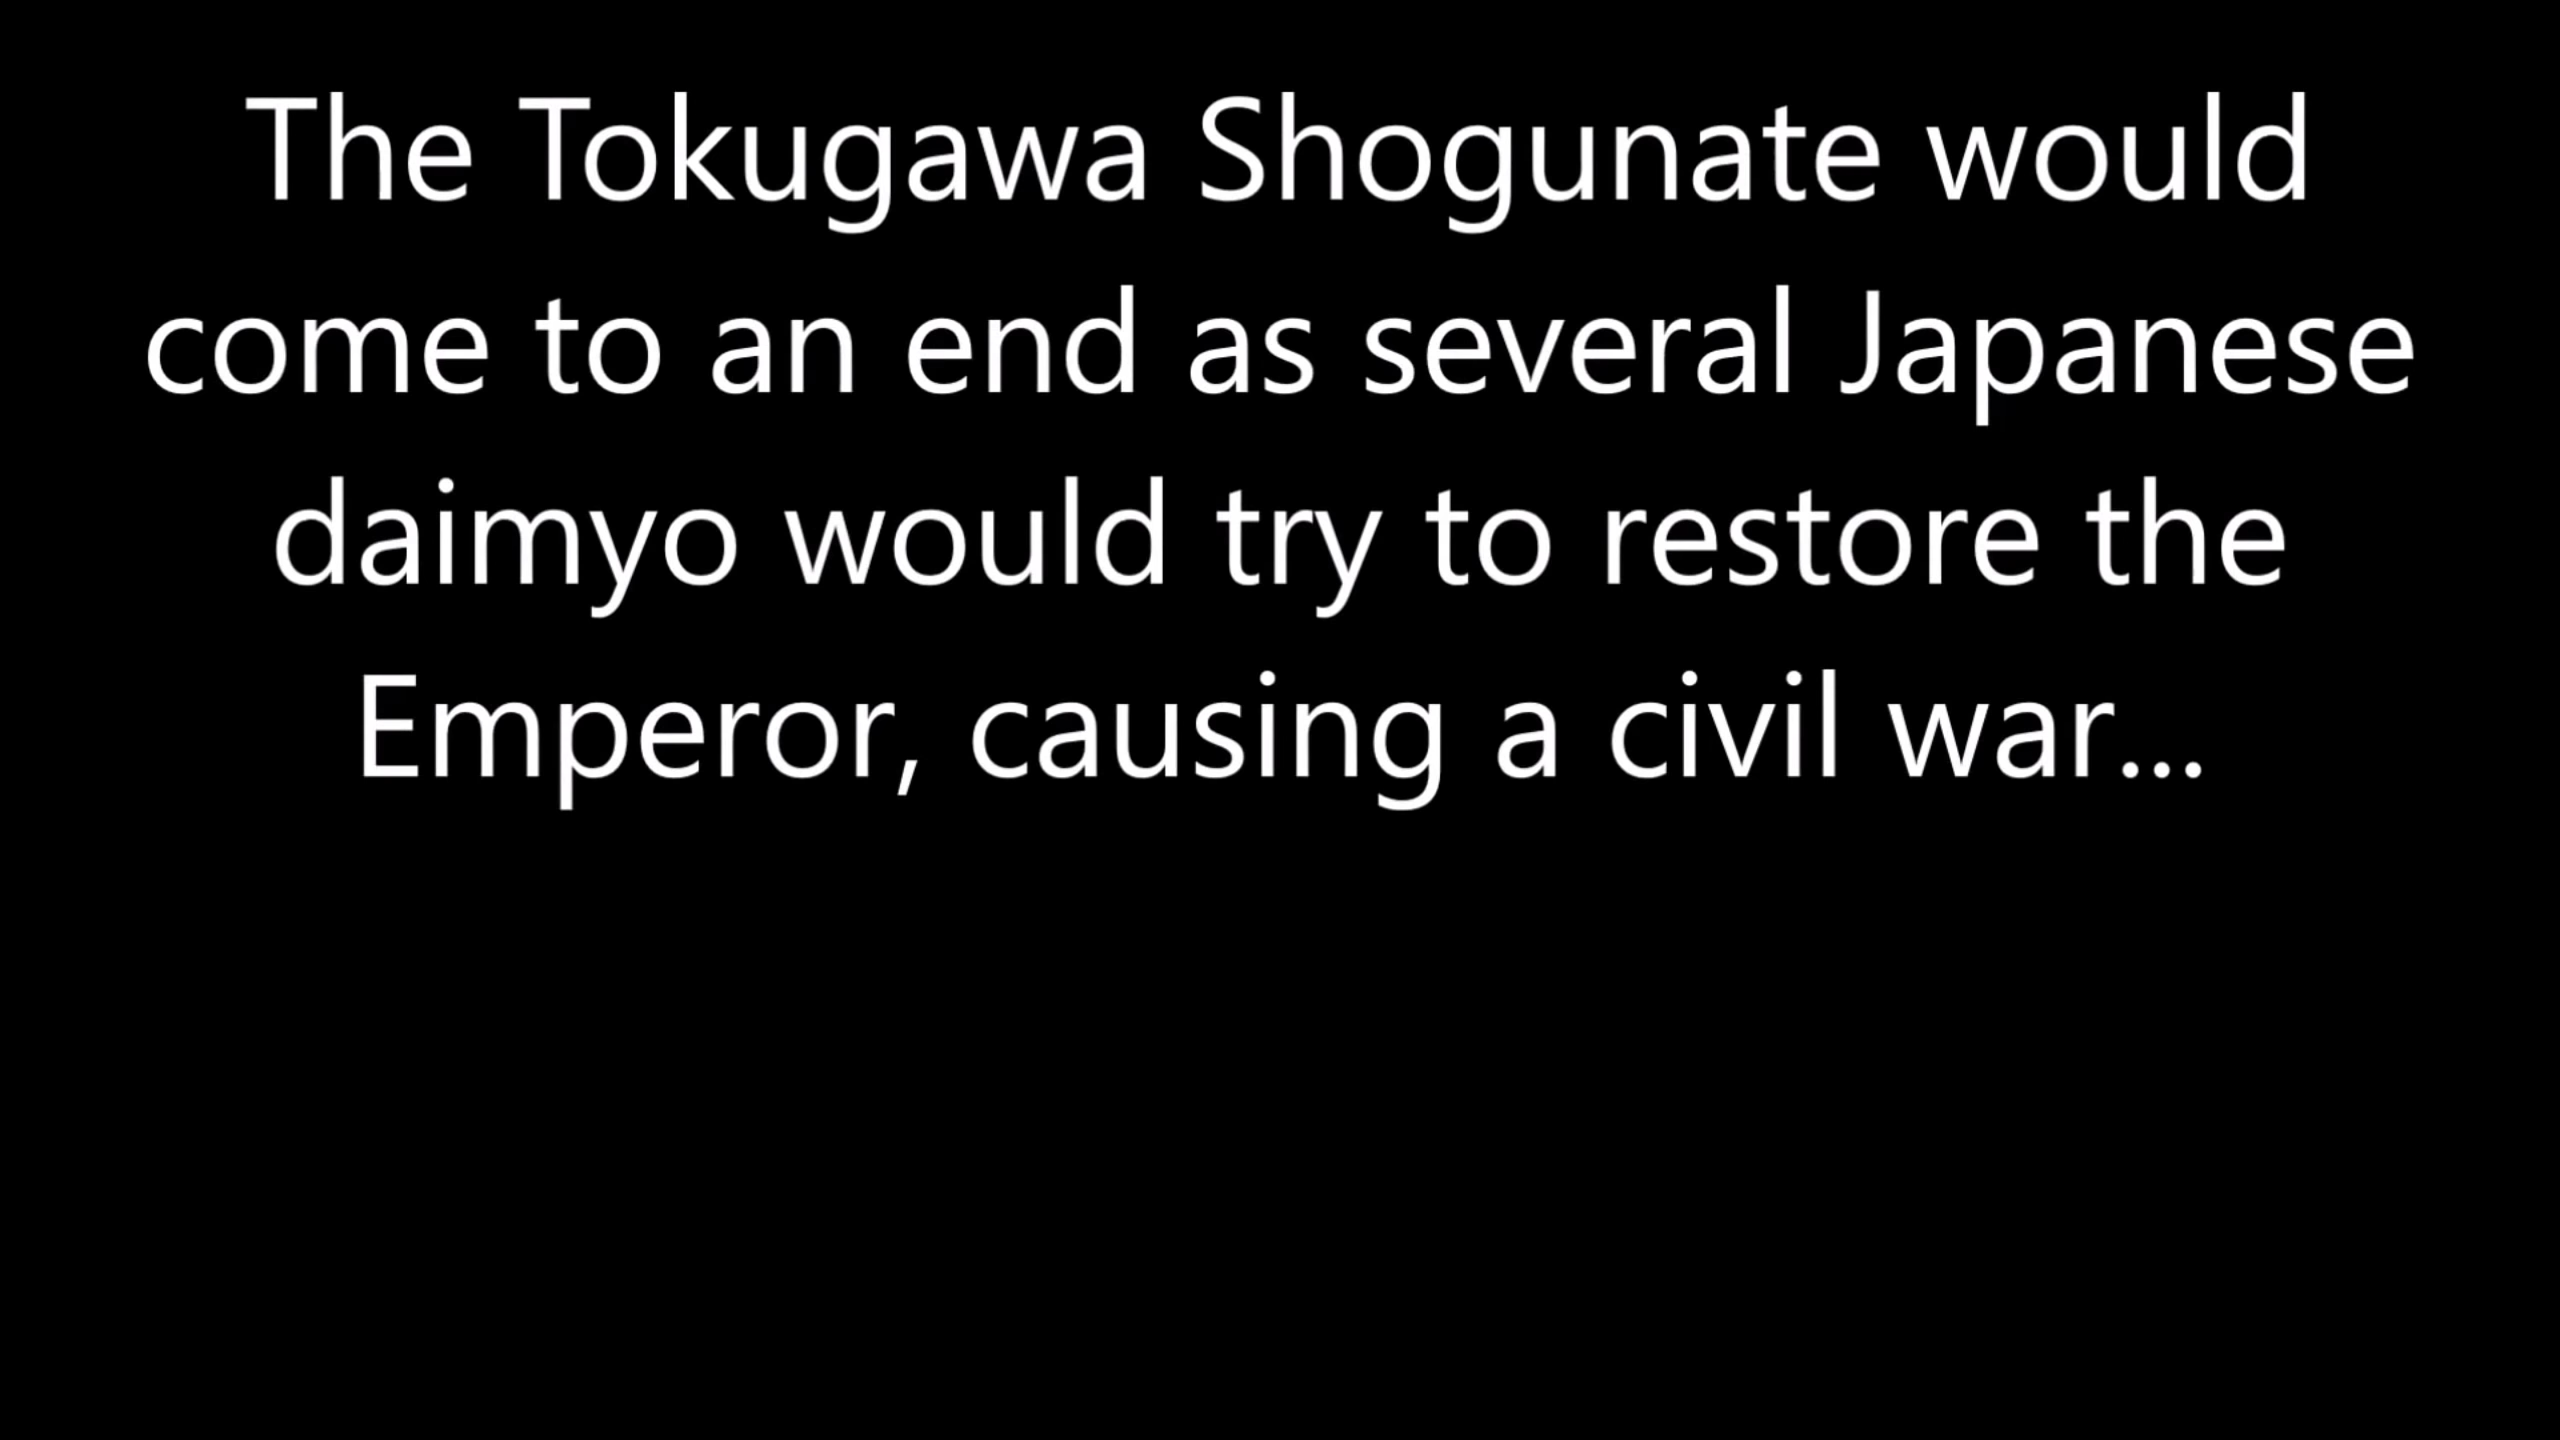 The Tokugawa Shogunate would
come to an end as several Japanese
daimyo would try to restore the
Emperor, causing a civil war...